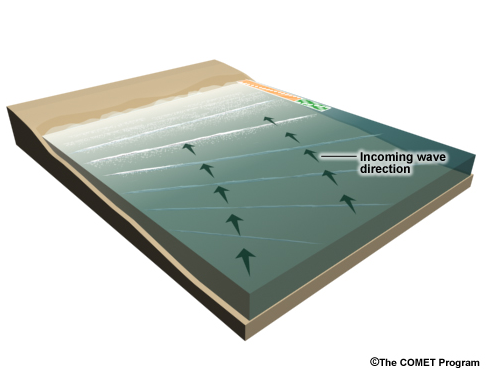 Incoming wave
direction
©The COMET Program